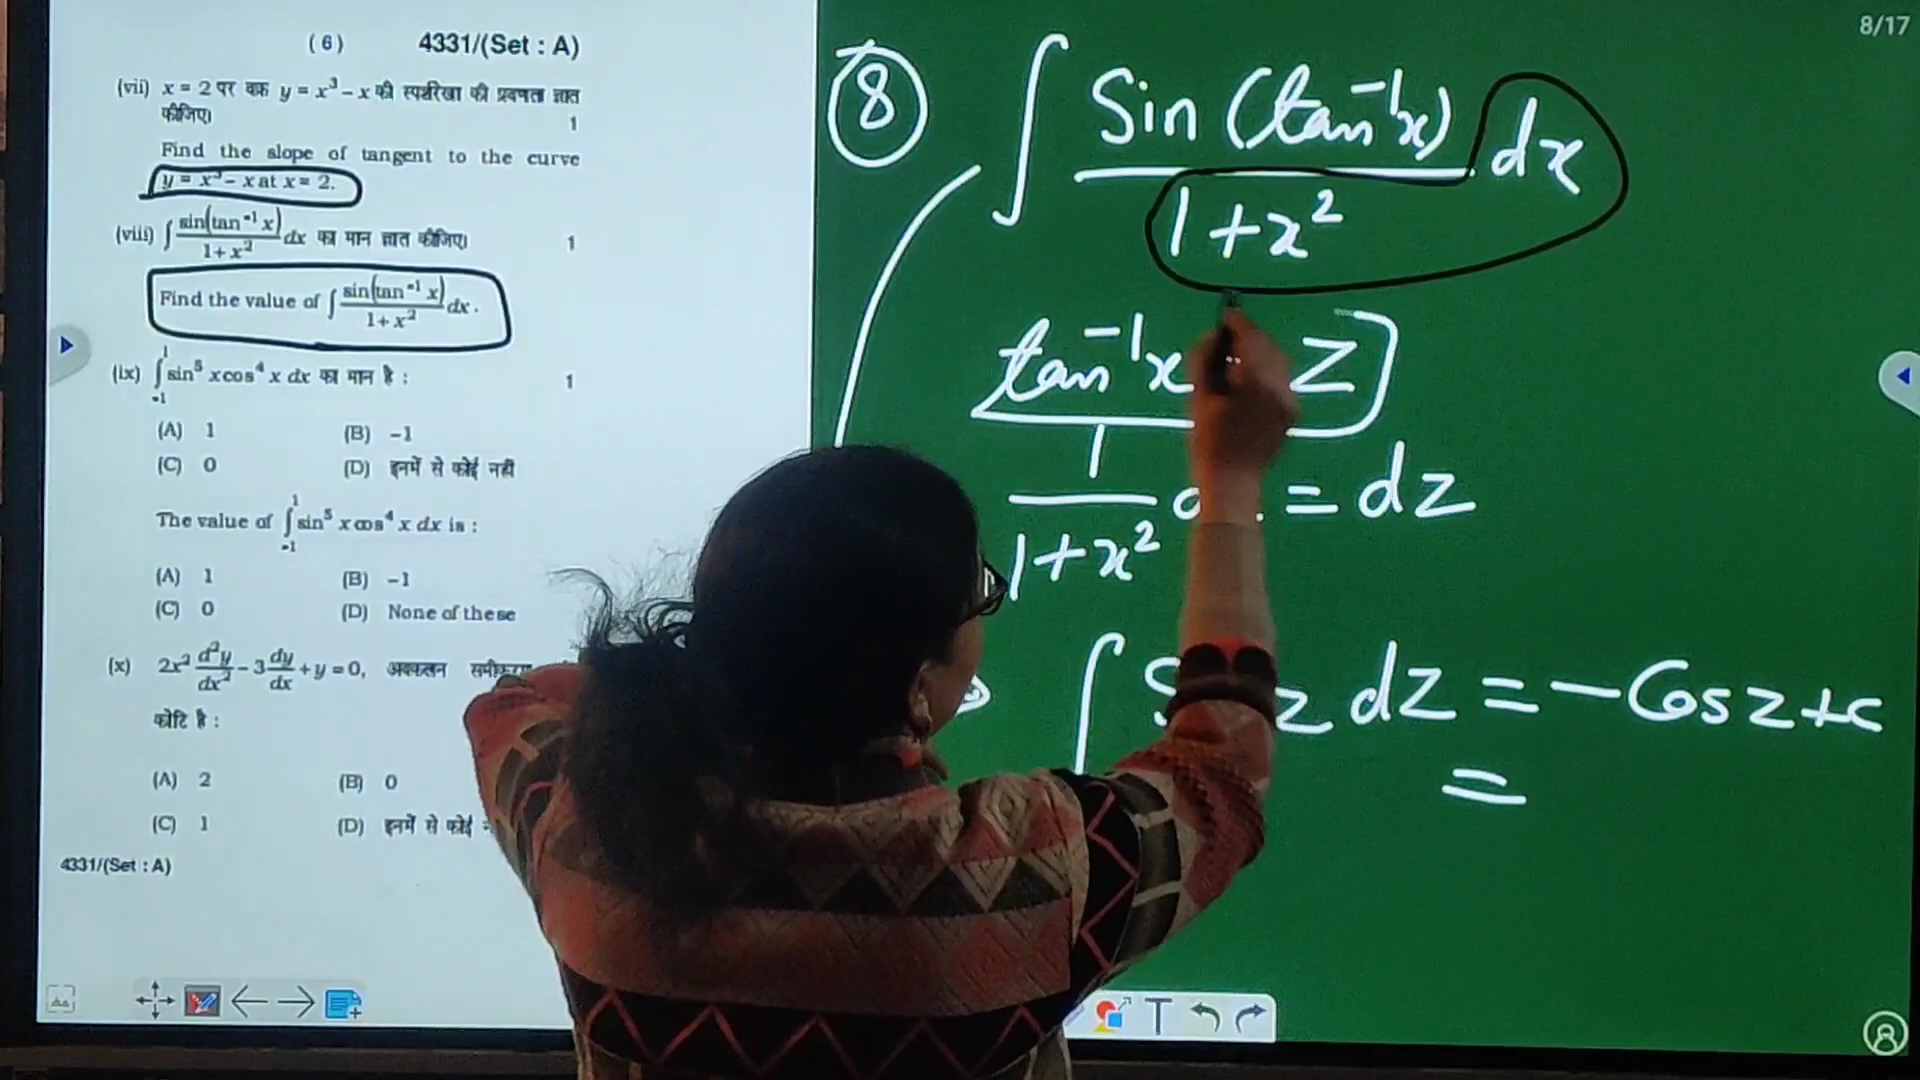 ( 6 ) 4331/(Set : A)
(vii) x = 2 पर वक्र y = x³ – x की स्पर्शरेखा की प्रवणता ज्ञात
कीजिए। 1
Find the slope of tangent to the curve
y = x³ – x at x = 2.
(viii) ∫ sin(tan⁻¹ x)/(1+x²) dx का मान ज्ञात कीजिए। 1
Find the value of ∫ sin(tan⁻¹ x)/(1+x²) dx .
(ix) ∫₋₁¹ sin⁵ x cos⁴ x dx का मान है : 1
(A) 1 (B) –1
(C) 0 (D) इनमें से कोई नहीं
The value of ∫₋₁¹ sin⁵ x cos⁴ x dx is :
(A) 1 (B) –1
(C) 0 (D) None of these
(x) 2x² d²y/dx² – 3 dy/dx + y = 0, अवकलन समीकरण
कोटि है :
(A) 2 (B) 0
(C) 1 (D) इनमें से कोई
4331/(Set : A)
8/17
8 ∫ Sin (tan⁻¹x)/(1+x²) dx
tan⁻¹x Z
1/(1+x²) = dz
∫ z dz = – Cos z + c
=
T